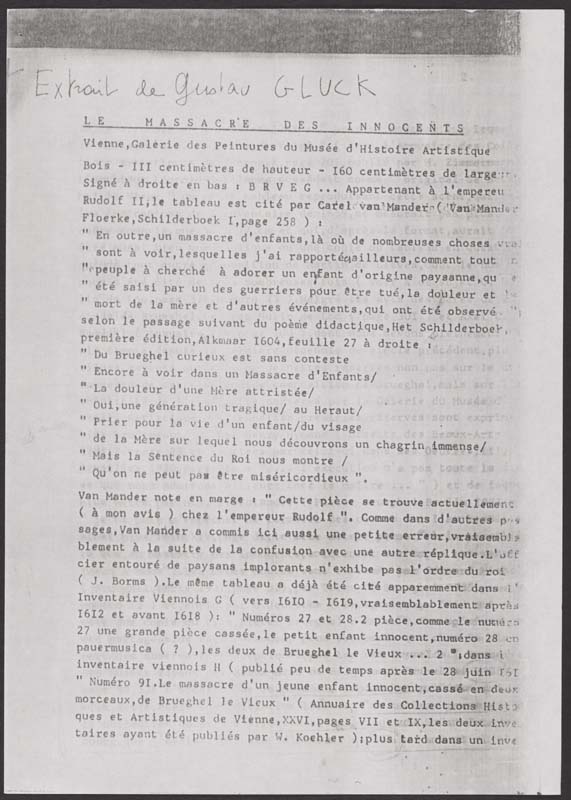 Extrait de Gustav GLUCK
LE MASSACRE DES INNOCENTS
Vienne,Galerie des Peintures du Musée d'Histoire Artistique
Bois - III centimètres de hauteur - I60 centimètres de large
Signé à droite en bas : B R V E G ... Appartenant à l'empereu
Rudolf II,le tableau est cité par Carel van Mander ( Van Mander
Floerke,Schilderboek I,page 258 ) :
" En outre,un massacre d'enfants,là où de nombreuses choses
" sont à voir,lesquelles j'ai rapporté ailleurs,comment tout
" peuple à cherché à adorer un enfant d'origine paysanne,qu
" été saisi par un des guerriers pour être tué,la douleur et
" mort de la mère et d'autres événements,qui ont été observé "
selon le passage suivant du poème didactique,Het Schilderboek,
première édition,Alkmaar I604,feuille 27 à droite :
" Du Brueghel curieux est sans conteste
" Encore à voir dans un Massacre d'Enfants/
" La douleur d'une Mère attristée/
" Oui,une génération tragique/ au Heraut/
" Prier pour la vie d'un enfant/du visage
" de la Mère sur lequel nous découvrons un chagrin immense/
" Mais la Sentence du Roi nous montre /
" Qu'on ne peut pas être miséricordieux ".
Van Mander note en marge : " Cette pièce se trouve actuellement
( à mon avis ) chez l'empereur Rudolf ". Comme dans d'autres pas
sages,Van Mander a commis ici aussi une petite erreur,vraisembla
blement à la suite de la confusion avec une autre réplique.L'off
cier entouré de paysans implorants n'exhibe pas l'ordre du roi
( J. Borms ).Le même tableau a déjà été cité apparemment dans l'
Inventaire Viennois G ( vers I6I0 - I6I9,vraisemblablement après
I6I2 et avant I6I8 ): " Numéros 27 et 28.2 pièce,comme le numéro
27 une grande pièce cassée,le petit enfant innocent,numéro 28 en
pauermusica ( ? ),les deux de Brueghel le Vieux ... 2 ";dans l
inventaire viennois H ( publié peu de temps après le 28 juin I6I
" Numéro 9I.Le massacre d'un jeune enfant innocent,cassé en deux
morceaux,de Brueghel le Vieux " ( Annuaire des Collections Histo
ques et Artistiques de Vienne,XXVI,pages VII et IX,les deux inve
taires ayant été publiés par W. Koehler );plus tard dans un inve